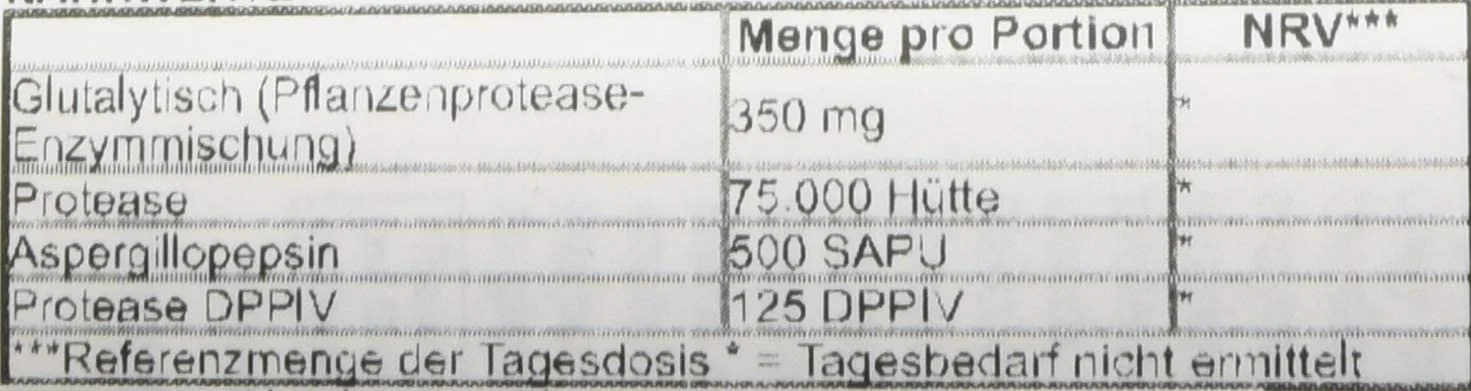 Menge pro Portion NRV***
Glutalytisch (Pflanzenprotease-
Enzymmischung) 350 mg *
Protease 75.000 Hütte *
Aspergillopepsin 500 SAPU *
Protease DPPIV 125 DPPIV *
***Referenzmenge der Tagesdosis * = Tagesbedarf nicht ermittelt